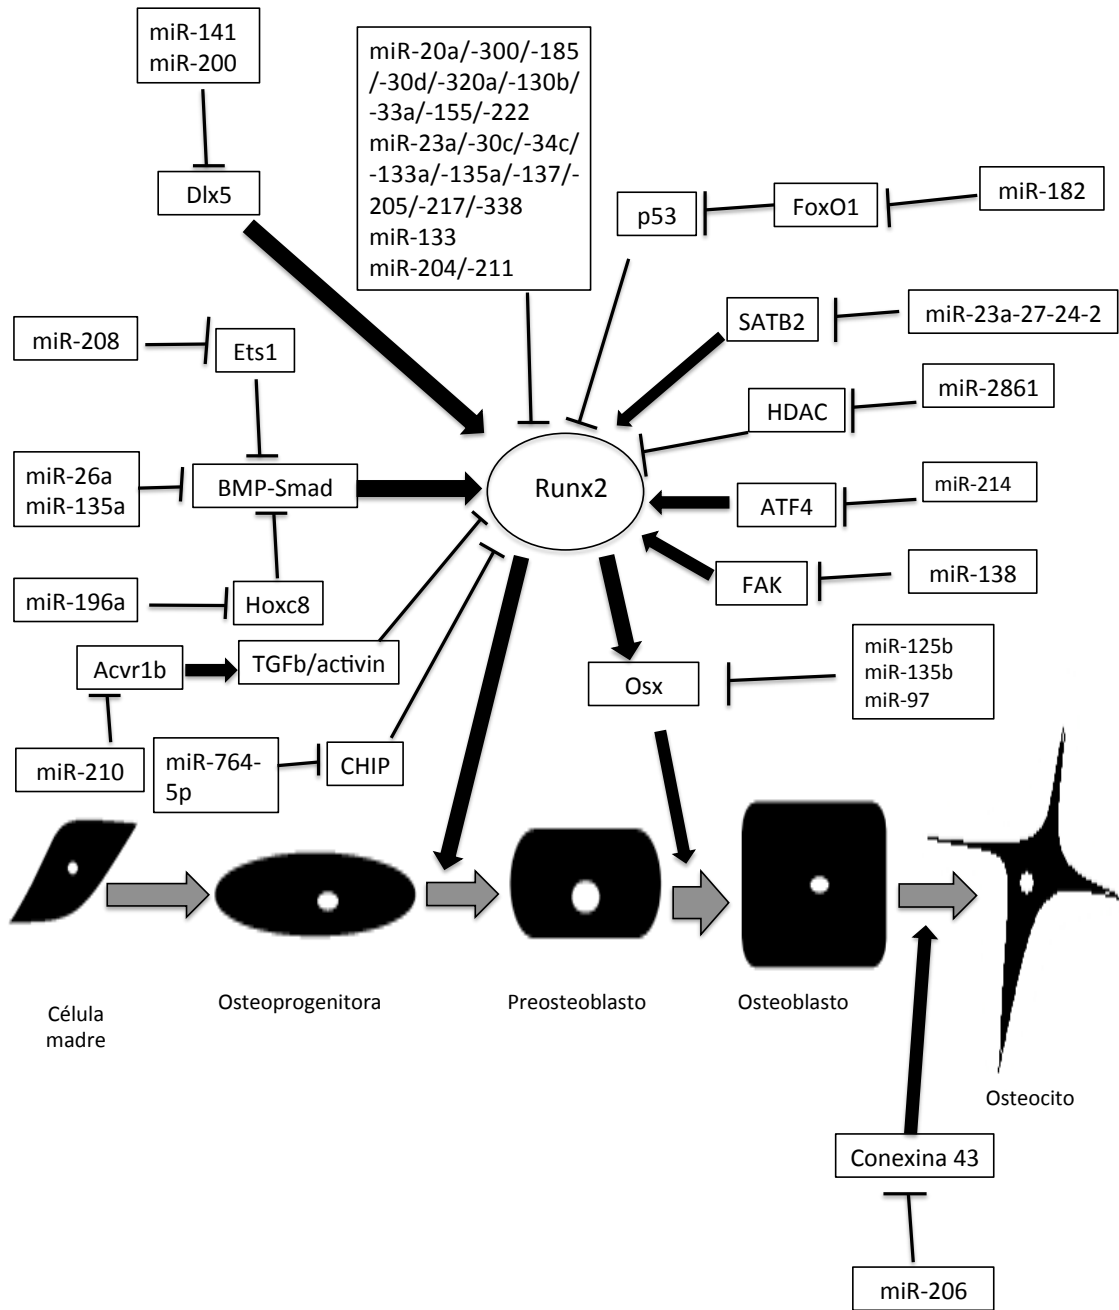 miR-141
miR-200
miR-20a/-300/-185
/-30d/-320a/-130b/
-33a/-155/-222
miR-23a/-30c/-34c/
-133a/-135a/-137/-
205/-217/-338
miR-133
miR-204/-211
Dlx5
p53
FoxO1
miR-182
miR-208
Ets1
SATB2
miR-23a-27-24-2
HDAC
miR-2861
miR-26a
miR-135a
BMP-Smad
Runx2
ATF4
miR-214
miR-196a
Hoxc8
FAK
miR-138
Acvr1b
TGFb/activin
Osx
miR-125b
miR-135b
miR-97
miR-210
miR-764-
5p
CHIP
Célula
madre
Osteoprogenitora
Preosteoblasto
Osteoblasto
Osteocito
Conexina 43
miR-206